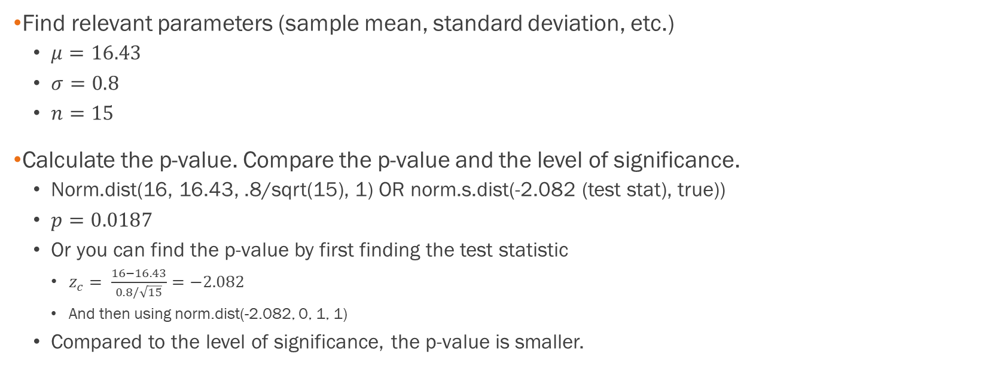 •Find relevant parameters (sample mean, standard deviation, etc.)
• μ = 16.43
• σ = 0.8
• n = 15
•Calculate the p-value. Compare the p-value and the level of significance.
• Norm.dist(16, 16.43, .8/sqrt(15), 1) OR norm.s.dist(-2.082 (test stat), true))
• p = 0.0187
• Or you can find the p-value by first finding the test statistic
• z_c = (16−16.43)/(0.8/√15) = −2.082
• And then using norm.dist(-2.082, 0, 1, 1)
• Compared to the level of significance, the p-value is smaller.